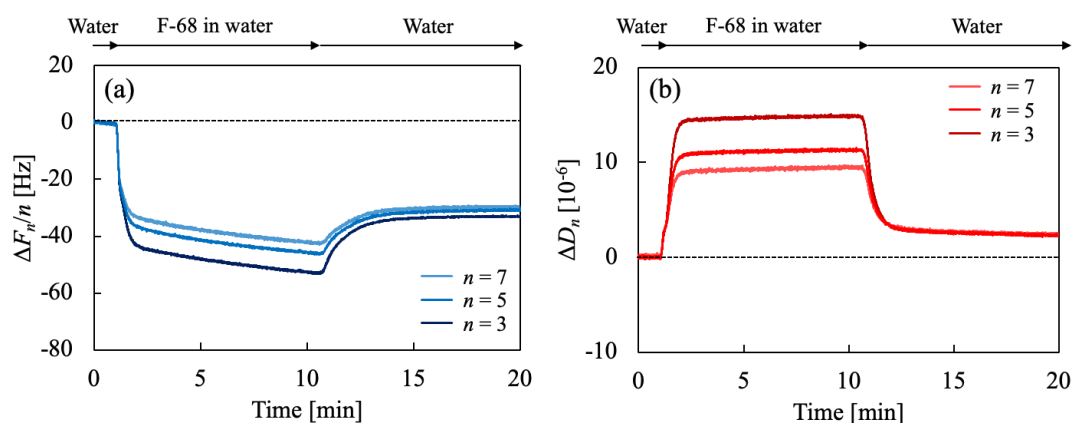 Water F-68 in water Water
(a)
20
0
-20
-40
-60
-80
ΔFn/n [Hz]
n = 7
n = 5
n = 3
0 5 10 15 20
Time [min]
Water F-68 in water Water
(b)
20
10
0
-10
ΔDn [10⁻⁶]
n = 7
n = 5
n = 3
0 5 10 15 20
Time [min]